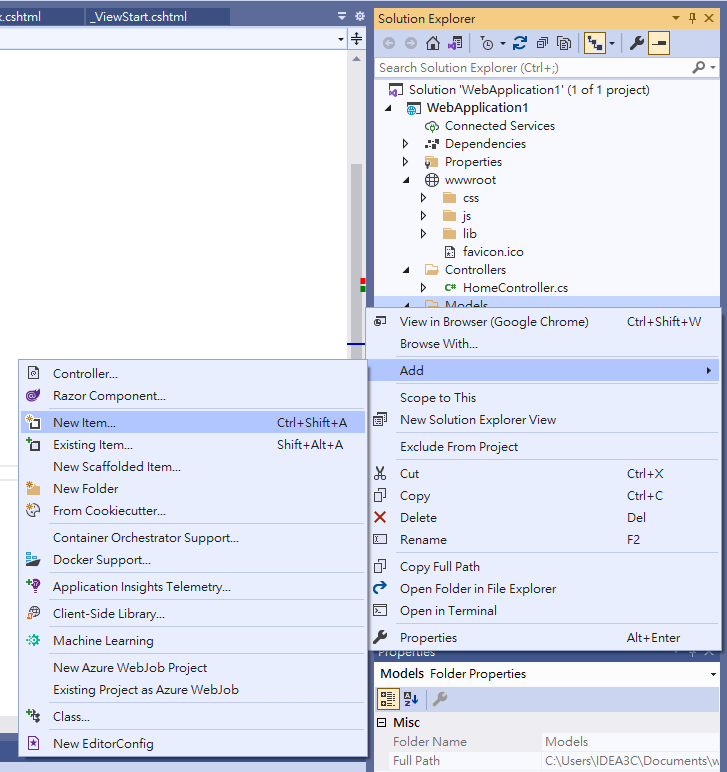 x.cshtml
_ViewStart.cshtml
Solution Explorer
Search Solution Explorer (Ctrl+;)
Solution 'WebApplication1' (1 of 1 project)
WebApplication1
Connected Services
Dependencies
Properties
wwwroot
css
js
lib
favicon.ico
Controllers
C# HomeController.cs
Models
View in Browser (Google Chrome) Ctrl+Shift+W
Browse With...
Add
Scope to This
New Solution Explorer View
Exclude From Project
Cut Ctrl+X
Copy Ctrl+C
Delete Del
Rename F2
Copy Full Path
Open Folder in File Explorer
Open in Terminal
Properties Alt+Enter
Controller...
Razor Component...
New Item... Ctrl+Shift+A
Existing Item... Shift+Alt+A
New Scaffolded Item...
New Folder
From Cookiecutter...
Container Orchestrator Support...
Docker Support...
Application Insights Telemetry...
Client-Side Library...
Machine Learning
New Azure WebJob Project
Existing Project as Azure WebJob
Class...
New EditorConfig
Properties
Models Folder Properties
Misc
Folder Name Models
Full Path C:\Users\IDEA3C\Documents\w